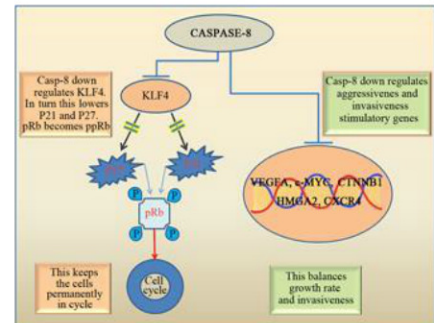 CASPASE-8
Casp-8 down
regulates KLF4.
In turn this lowers
P21 and P27.
pRb becomes ppRb
KLF4
Casp-8 down regulates
aggressivenes and
invasiveness
stimulatory genes
VEGFA, c-MYC, CTNNB1
HMGA2, CXCR4
P
P
pRb
P
P
This keeps
the cells
permanently
in cycle
Cell
cycle
This balances
growth rate
and invasiveness